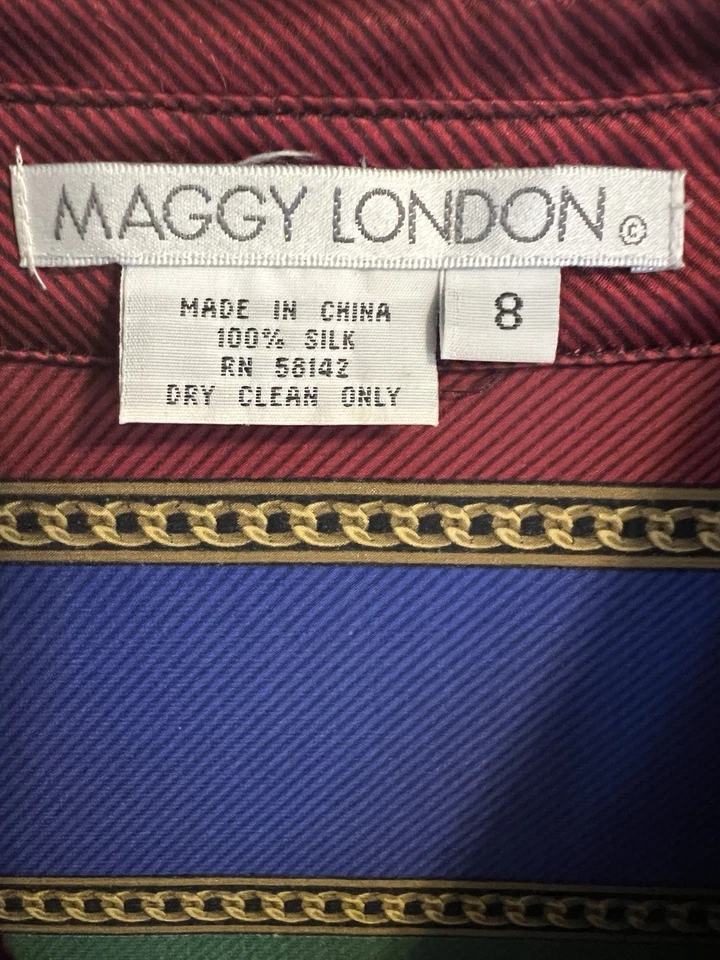 MAGGY LONDON ©
MADE IN CHINA
100% SILK
RN 58142
DRY CLEAN ONLY
8